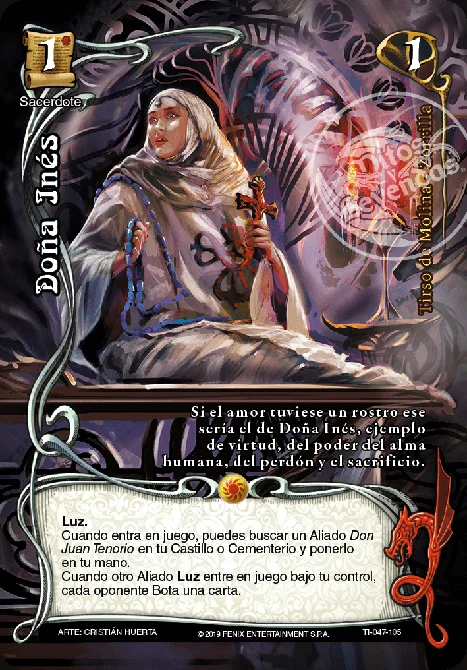 1
1
Sacerdote
Doña Inés
Mitos y Leyendas
Tirso de Molina / Zorrilla
Si el amor tuviese un rostro ese
sería el de Doña Inés, ejemplo
de virtud, del poder del alma
humana, del perdón y el sacrificio.
Luz.
Cuando entra en juego, puedes buscar un Aliado Don
Juan Tenorio en tu Castillo o Cementerio y ponerlo
en tu mano.
Cuando otro Aliado Luz entre en juego bajo tu control,
cada oponente Bota una carta.
ARTE: CRISTIÁN HUERTA
© 2019 FENIX ENTERTAINMENT S.P.A.
TI-047-105